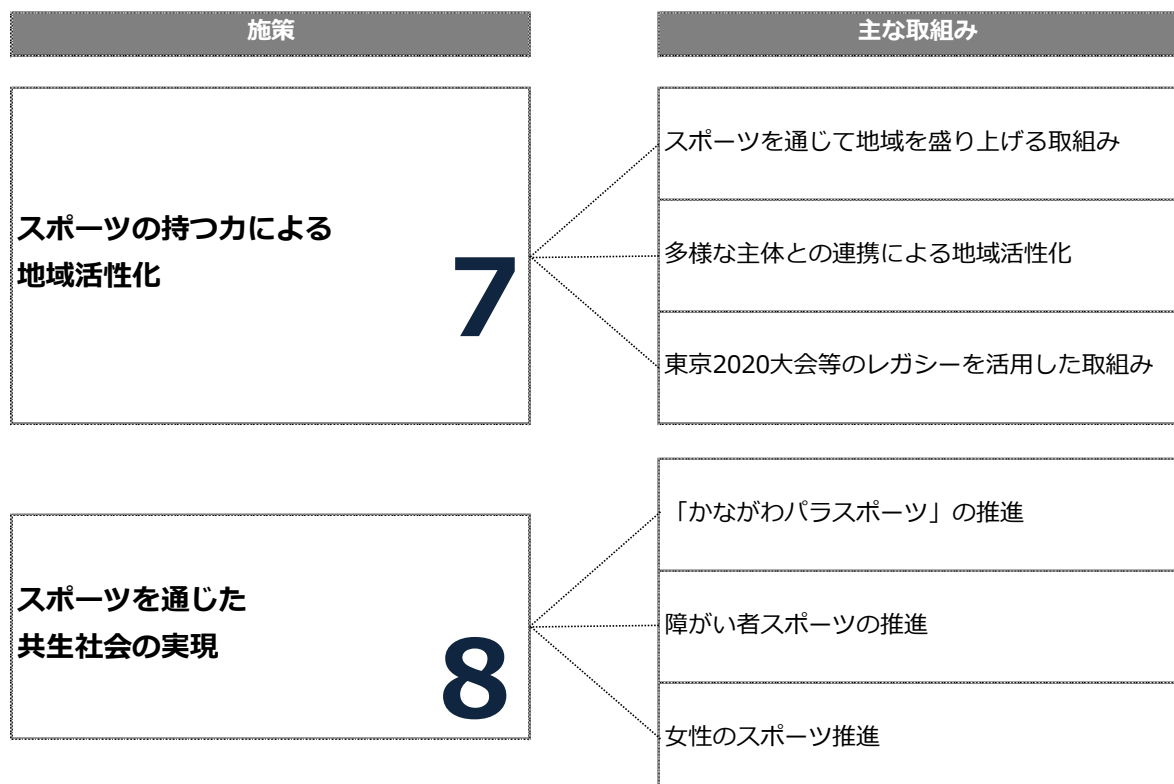 施策
主な取組み
スポーツの持つ力による
地域活性化
7
スポーツを通じて地域を盛り上げる取組み
多様な主体との連携による地域活性化
東京2020大会等のレガシーを活用した取組み
スポーツを通じた
共生社会の実現
8
「かながわパラスポーツ」の推進
障がい者スポーツの推進
女性のスポーツ推進